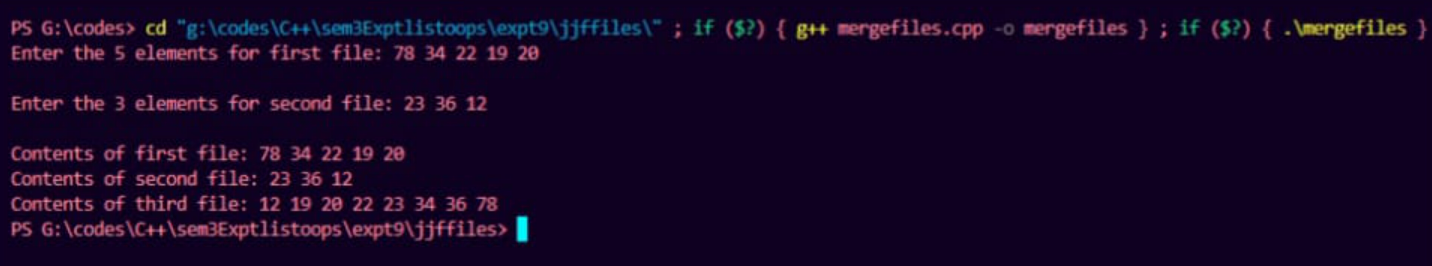 PS G:\codes> cd "g:\codes\C++\sem3Exptlistoops\expt9\jjffiles\" ; if ($?) { g++ mergefiles.cpp -o mergefiles } ; if ($?) { .\mergefiles }
Enter the 5 elements for first file: 78 34 22 19 20
Enter the 3 elements for second file: 23 36 12
Contents of first file: 78 34 22 19 20
Contents of second file: 23 36 12
Contents of third file: 12 19 20 22 23 34 36 78
PS G:\codes\C++\sem3Exptlistoops\expt9\jjffiles>